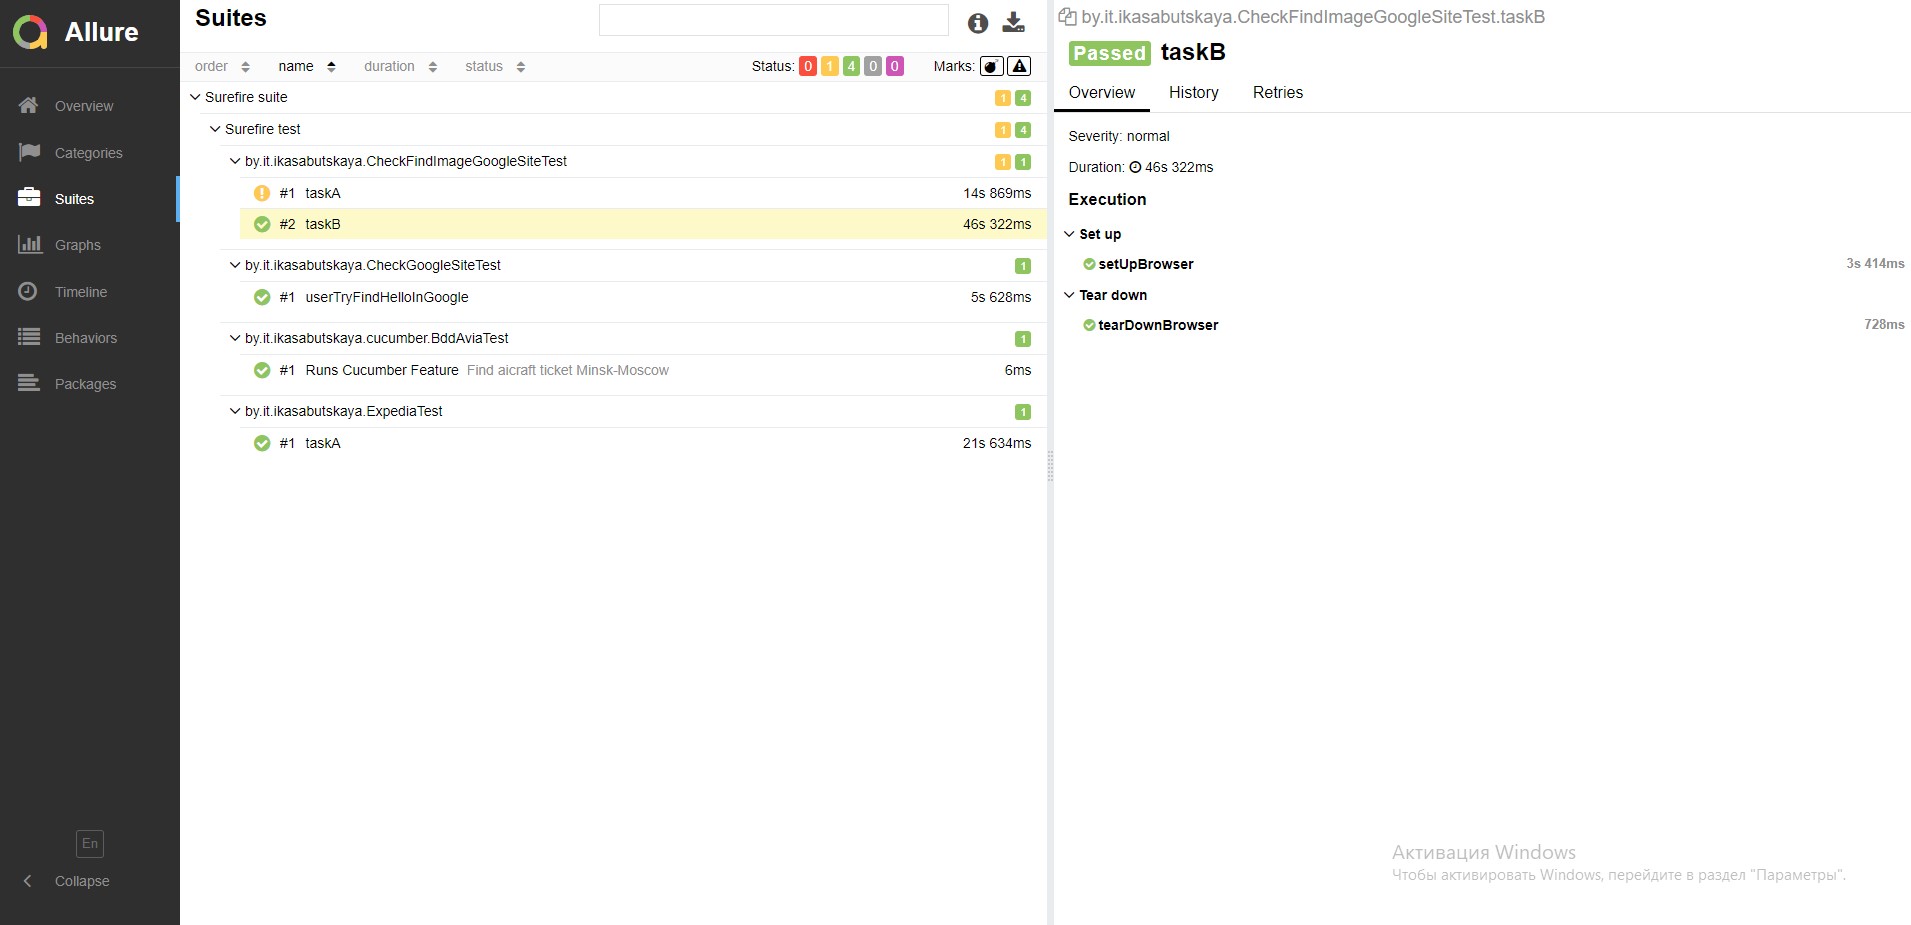 Allure
Overview
Categories
Suites
Graphs
Timeline
Behaviors
Packages
En
Collapse
Suites
order name duration status Status: 0 1 4 0 0 Marks:
Surefire suite 1 4
Surefire test 1 4
by.it.ikasabutskaya.CheckFindImageGoogleSiteTest 1 1
#1 taskA 14s 869ms
#2 taskB 46s 322ms
by.it.ikasabutskaya.CheckGoogleSiteTest 1
#1 userTryFindHelloInGoogle 5s 628ms
by.it.ikasabutskaya.cucumber.BddAviaTest 1
#1 Runs Cucumber Feature Find aicraft ticket Minsk-Moscow 6ms
by.it.ikasabutskaya.ExpediaTest 1
#1 taskA 21s 634ms
by.it.ikasabutskaya.CheckFindImageGoogleSiteTest.taskB
Passed taskB
Overview History Retries
Severity: normal
Duration: 46s 322ms
Execution
Set up
setUpBrowser 3s 414ms
Tear down
tearDownBrowser 728ms
Активация Windows
Чтобы активировать Windows, перейдите в раздел "Параметры".